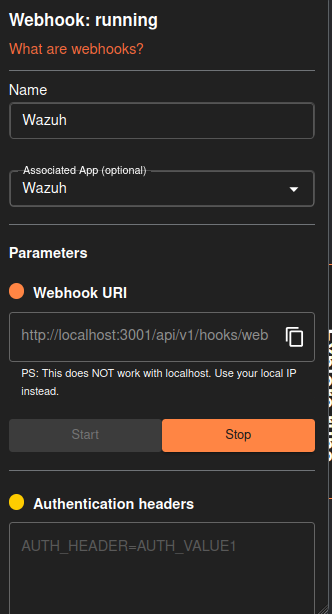 Webhook: running
What are webhooks?
Name
Wazuh
Associated App (optional)
Wazuh
Parameters
Webhook URI
http://localhost:3001/api/v1/hooks/web
PS: This does NOT work with localhost. Use your local IP
instead.
Start
Stop
Authentication headers
AUTH_HEADER=AUTH_VALUE1